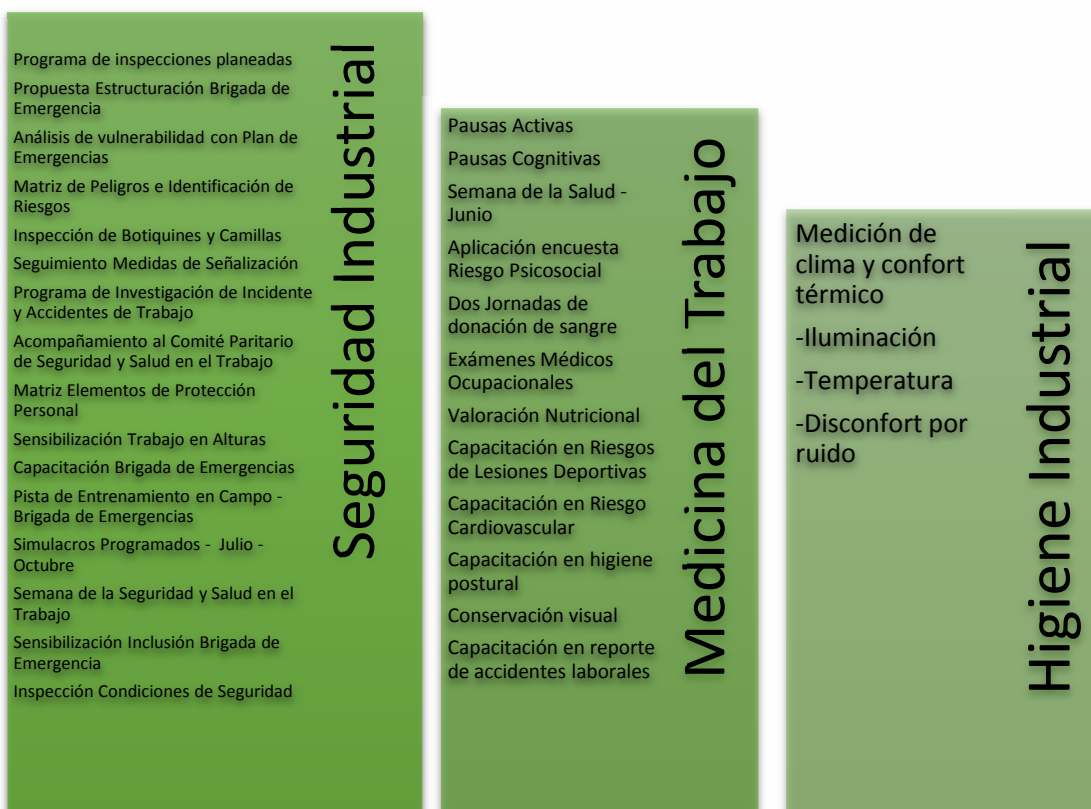 Programa de inspecciones planeadas
Propuesta Estructuración Brigada de
Emergencia
Análisis de vulnerabilidad con Plan de
Emergencias
Matriz de Peligros e Identificación de
Riesgos
Inspección de Botiquines y Camillas
Seguimiento Medidas de Señalización
Programa de Investigación de Incidente
y Accidentes de Trabajo
Acompañamiento al Comité Paritario
de Seguridad y Salud en el Trabajo
Matriz Elementos de Protección
Personal
Sensibilización Trabajo en Alturas
Capacitación Brigada de Emergencias
Pista de Entrenamiento en Campo -
Brigada de Emergencias
Simulacros Programados - Julio -
Octubre
Semana de la Seguridad y Salud en el
Trabajo
Sensibilización Inclusión Brigada de
Emergencia
Inspección Condiciones de Seguridad
Seguridad Industrial
Pausas Activas
Pausas Cognitivas
Semana de la Salud -
Junio
Aplicación encuesta
Riesgo Psicosocial
Dos Jornadas de
donación de sangre
Exámenes Médicos
Ocupacionales
Valoración Nutricional
Capacitación en Riesgos
de Lesiones Deportivas
Capacitación en Riesgo
Cardiovascular
Capacitación en higiene
postural
Conservación visual
Capacitación en reporte
de accidentes laborales
Medicina del Trabajo
Medición de
clima y confort
térmico
-Iluminación
-Temperatura
-Disconfort por
ruido
Higiene Industrial